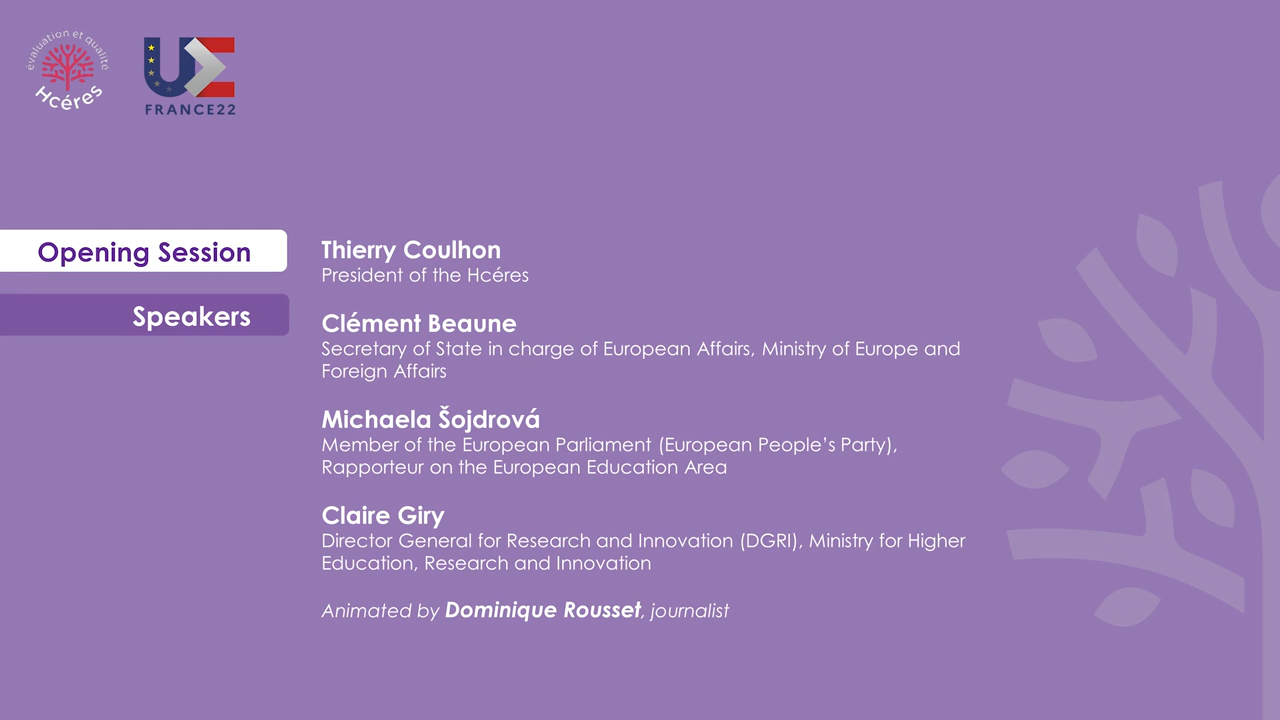 évaluation et qualité
Hcéres
UE
FRANCE22
Opening Session
Speakers
Thierry Coulhon
President of the Hcéres
Clément Beaune
Secretary of State in charge of European Affairs, Ministry of Europe and
Foreign Affairs
Michaela Šojdrová
Member of the European Parliament (European People’s Party),
Rapporteur on the European Education Area
Claire Giry
Director General for Research and Innovation (DGRI), Ministry for Higher
Education, Research and Innovation
Animated by Dominique Rousset, journalist